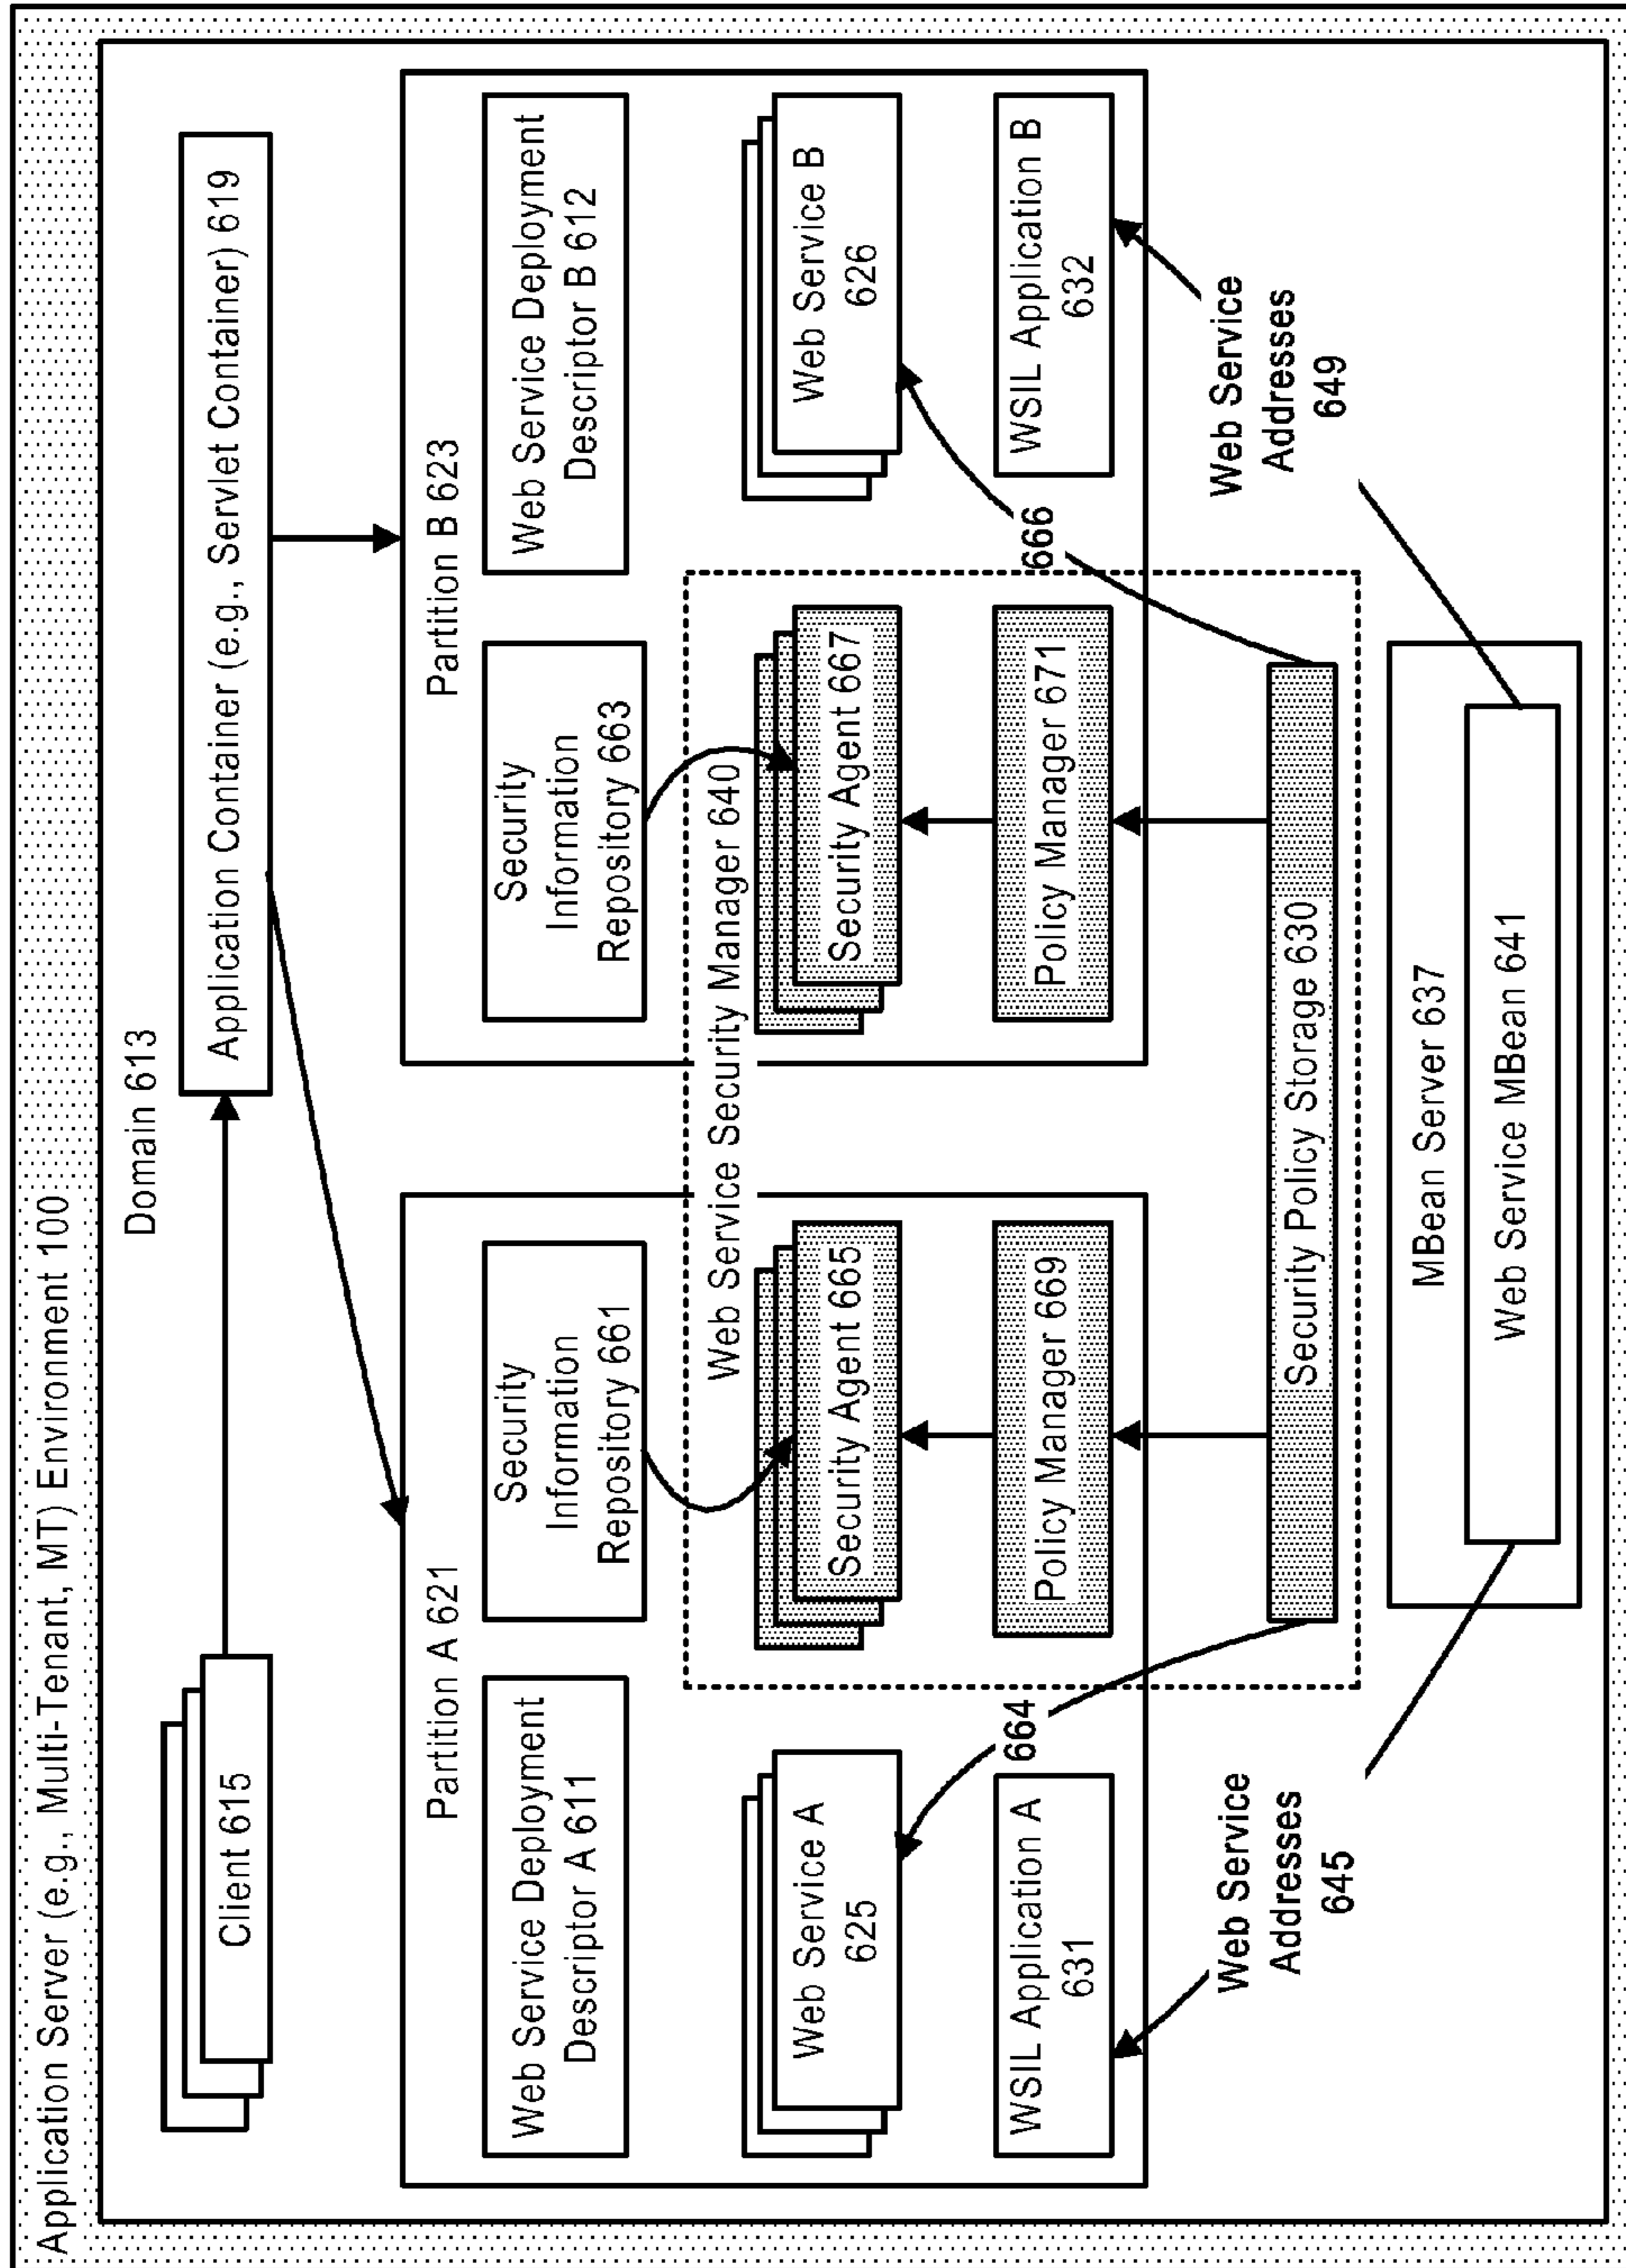 Application Server (e.g., Multi-Tenant, MT) Environment 100
Domain 613
Client 615
Application Container (e.g., Servlet Container) 619
Partition A 621
Web Service Deployment
Descriptor A 611
Security
Information
Repository 661
Partition B 623
Security
Information
Repository 663
Web Service Deployment
Descriptor B 612
Web Service Security Manager 640
Web Service A
625
Security Agent 665
Security Agent 667
Web Service B
626
664
666
WSIL Application A
631
Policy Manager 669
Policy Manager 671
WSIL Application B
632
Web Service
Addresses
645
Security Policy Storage 630
Web Service
Addresses
649
MBean Server 637
Web Service MBean 641